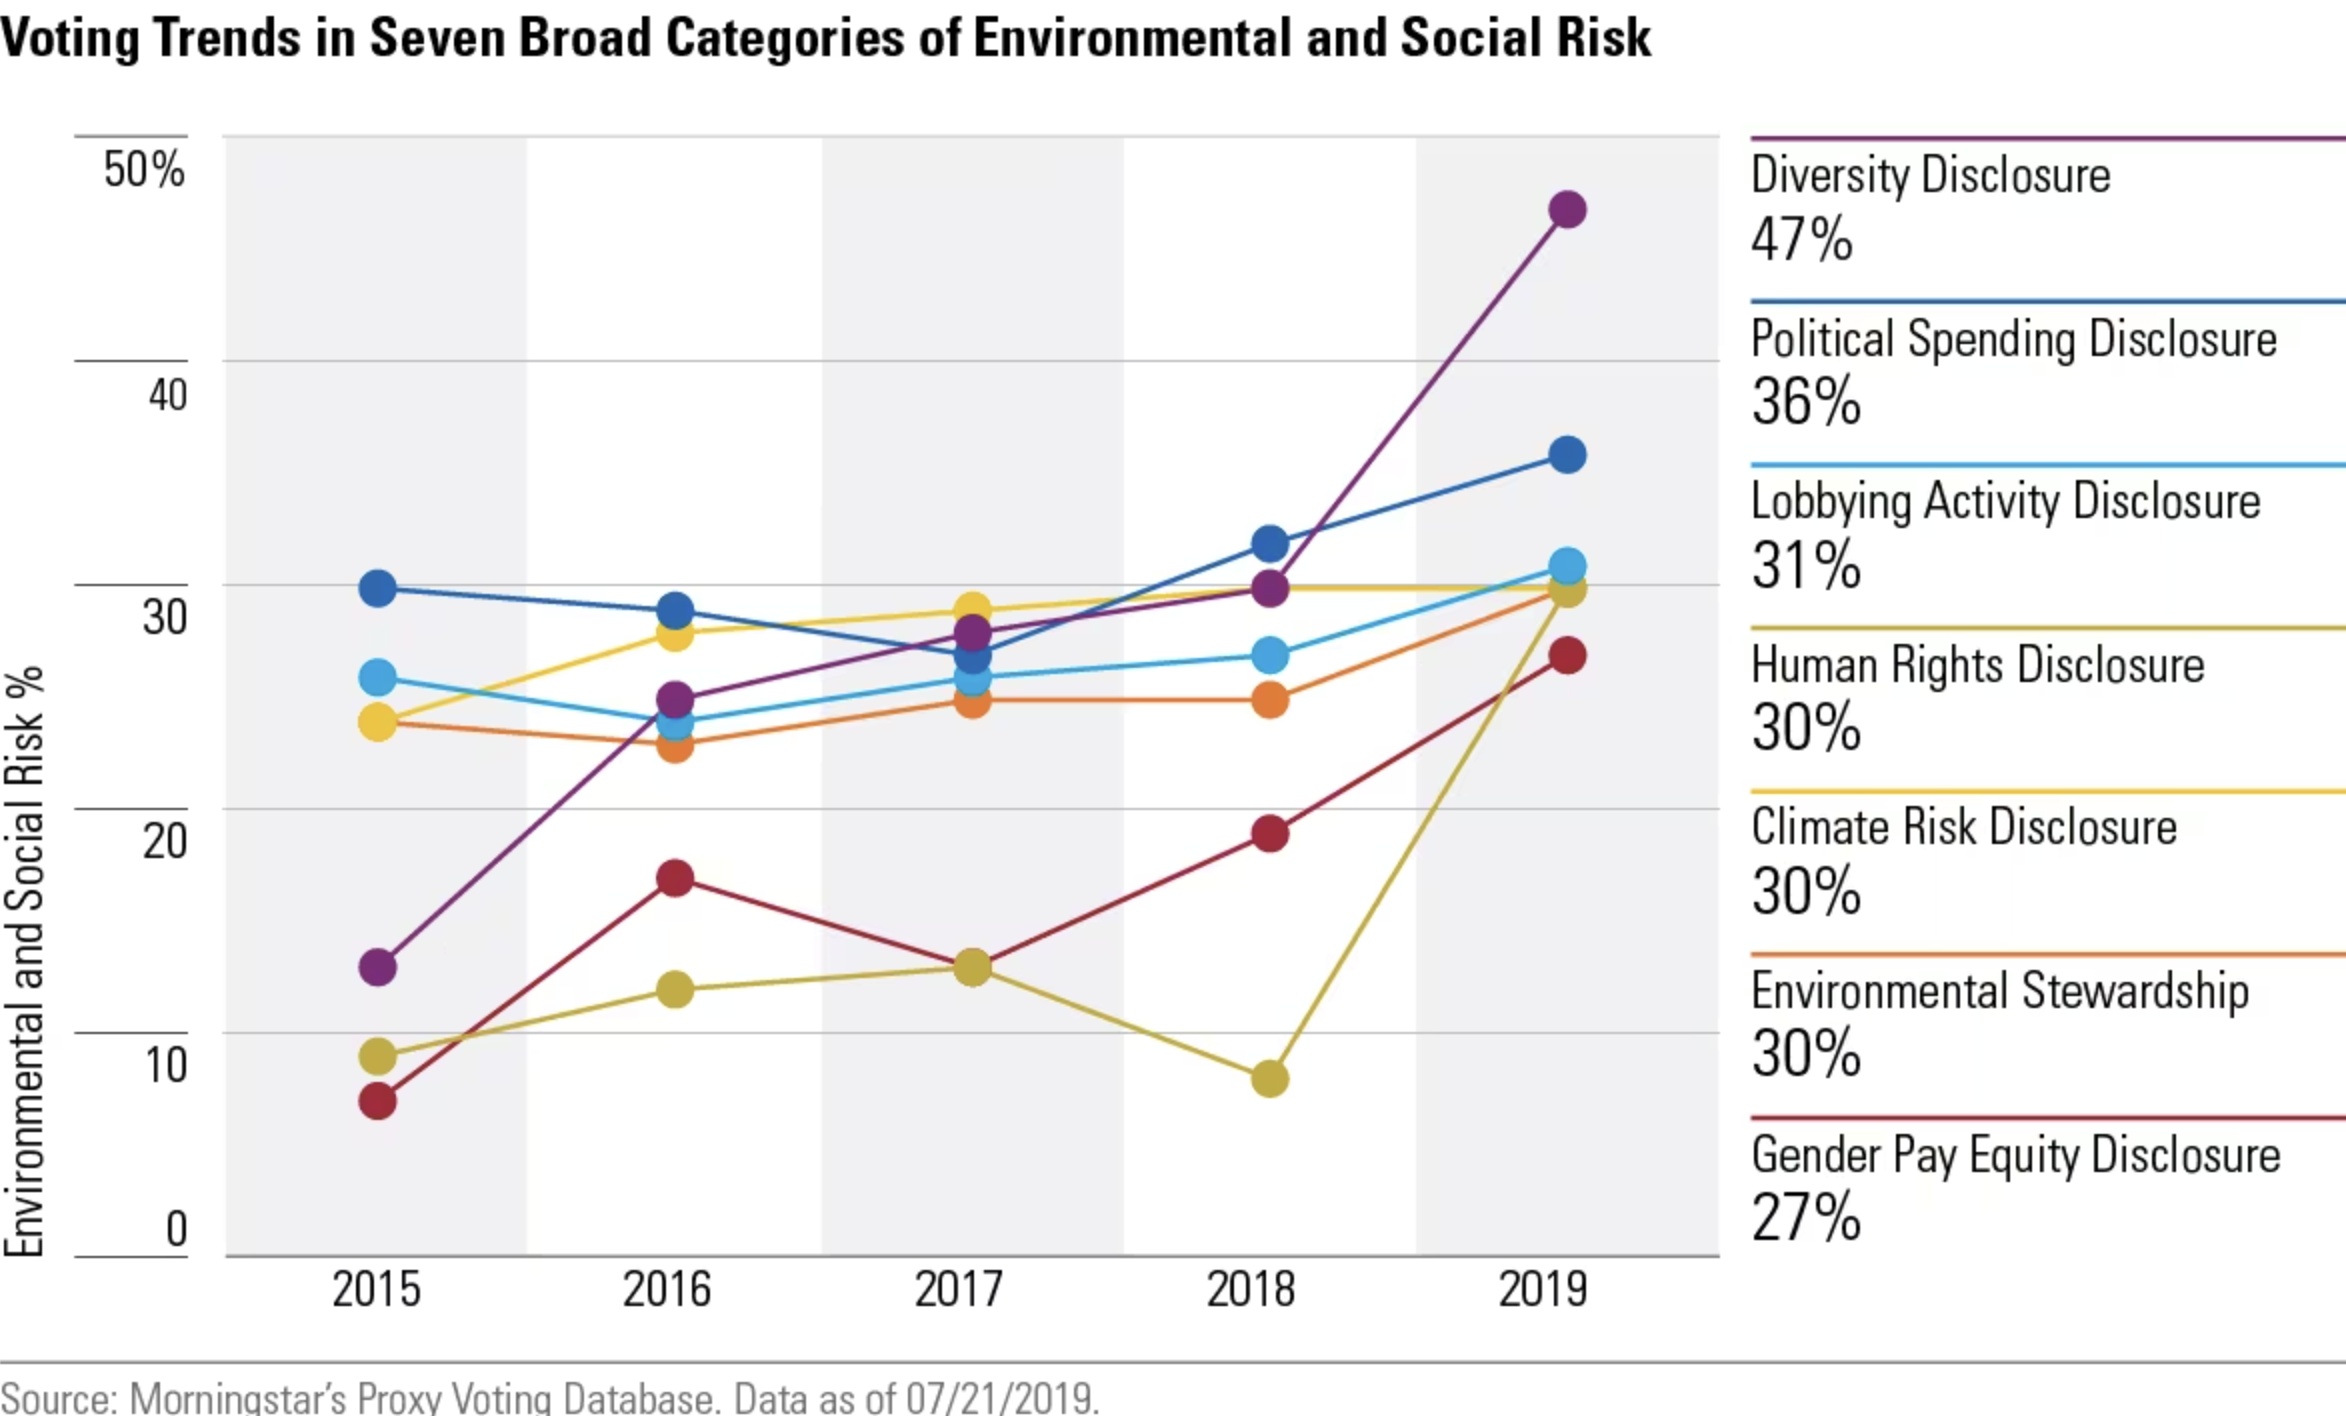 Voting Trends in Seven Broad Categories of Environmental and Social Risk
50%
40
30
20
10
0
Environmental and Social Risk %
2015
2016
2017
2018
2019
Diversity Disclosure
47%
Political Spending Disclosure
36%
Lobbying Activity Disclosure
31%
Human Rights Disclosure
30%
Climate Risk Disclosure
30%
Environmental Stewardship
30%
Gender Pay Equity Disclosure
27%
Source: Morningstar’s Proxy Voting Database. Data as of 07/21/2019.